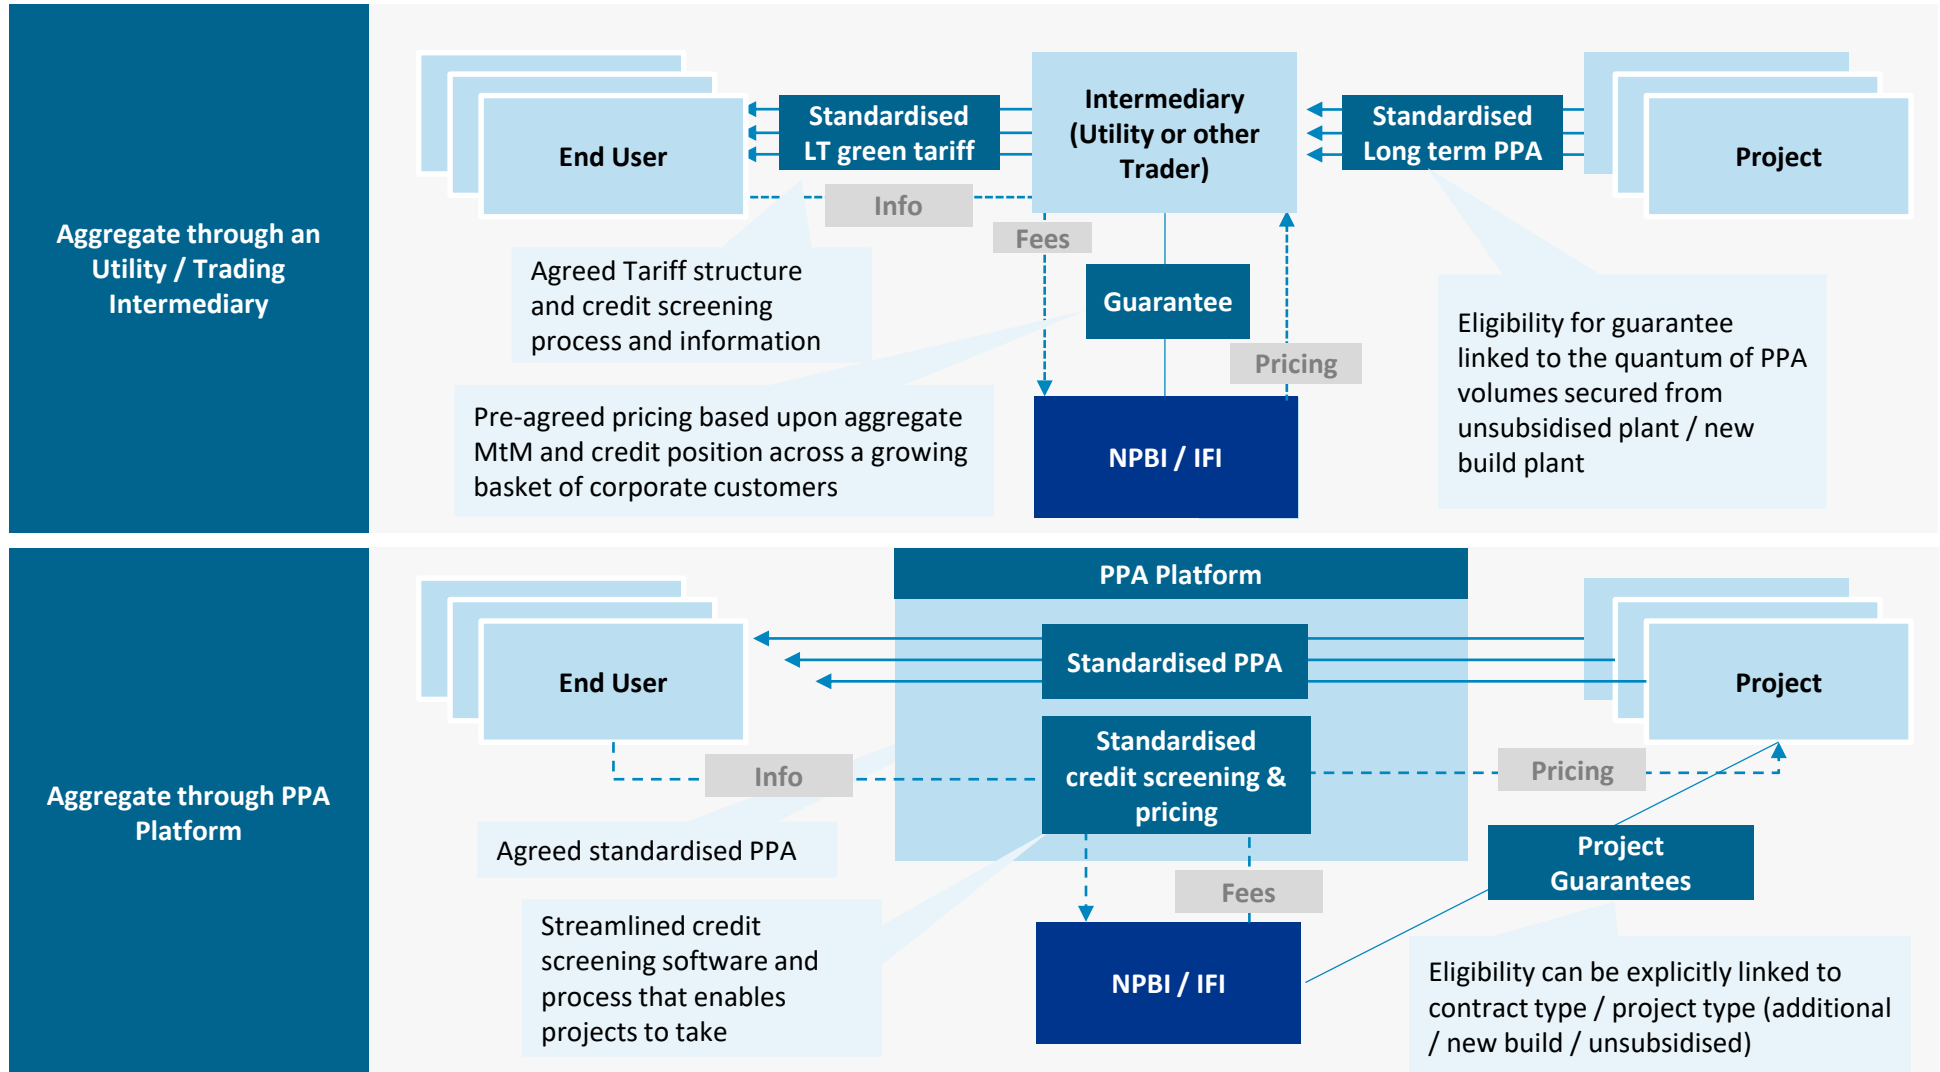 Aggregate through an
Utility / Trading
Intermediary
End User
Standardised
LT green tariff
Intermediary
(Utility or other
Trader)
Standardised
Long term PPA
Project
Info
Fees
Guarantee
Pricing
NPBI / IFI
Agreed Tariff structure
and credit screening
process and information
Pre-agreed pricing based upon aggregate
MtM and credit position across a growing
basket of corporate customers
Eligibility for guarantee
linked to the quantum of PPA
volumes secured from
unsubsidised plant / new
build plant
Aggregate through PPA
Platform
PPA Platform
End User
Standardised PPA
Project
Standardised
credit screening &
pricing
Info
Pricing
Agreed standardised PPA
Fees
Project
Guarantees
NPBI / IFI
Streamlined credit
screening software and
process that enables
projects to take
Eligibility can be explicitly linked to
contract type / project type (additional
/ new build / unsubsidised)